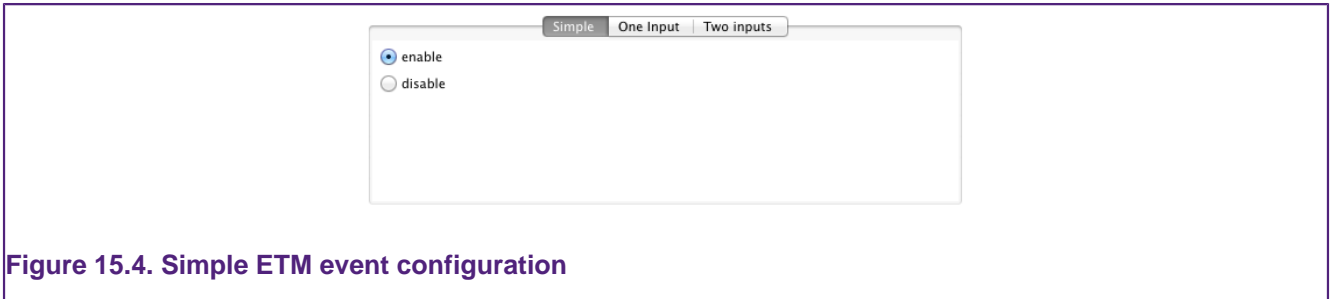 Simple One Input Two inputs
enable
disable
Figure 15.4. Simple ETM event configuration